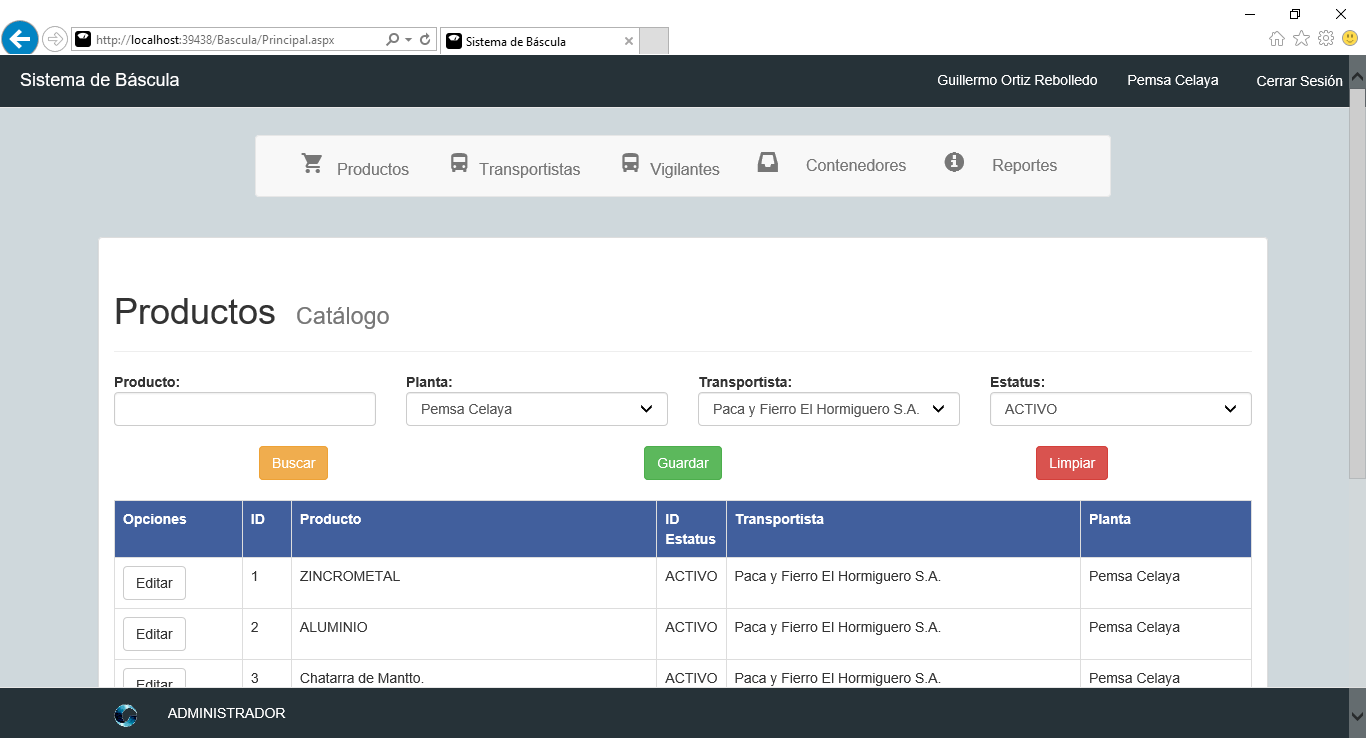 http://localhost:39438/Bascula/Principal.aspx
Sistema de Báscula
Sistema de Báscula
Guillermo Ortiz Rebolledo
Pemsa Celaya
Cerrar Sesión
Productos
Transportistas
Vigilantes
Contenedores
Reportes
Productos Catálogo
Producto:
Planta:
Transportista:
Estatus:
Pemsa Celaya
Paca y Fierro El Hormiguero S.A.
ACTIVO
Buscar
Guardar
Limpiar
Opciones ID Producto ID Estatus Transportista Planta
Editar 1 ZINCROMETAL ACTIVO Paca y Fierro El Hormiguero S.A. Pemsa Celaya
Editar 2 ALUMINIO ACTIVO Paca y Fierro El Hormiguero S.A. Pemsa Celaya
Editar 3 Chatarra de Mantto. ACTIVO Paca y Fierro El Hormiguero S.A. Pemsa Celaya
ADMINISTRADOR